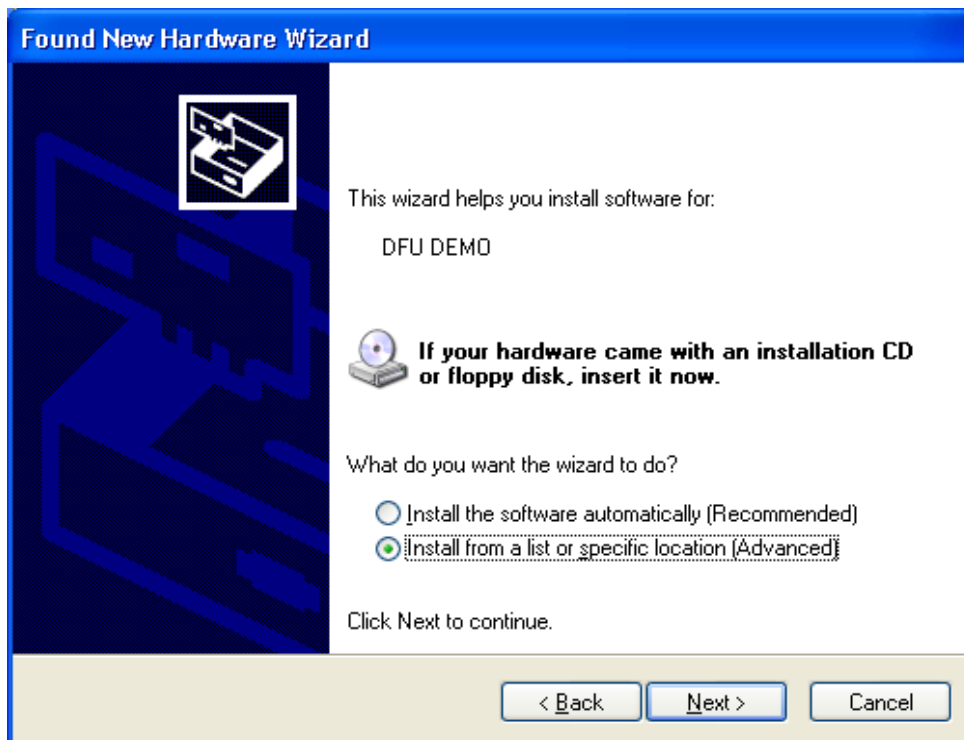 Found New Hardware Wizard
This wizard helps you install software for:
DFU DEMO
If your hardware came with an installation CD
or floppy disk, insert it now.
What do you want the wizard to do?
Install the software automatically (Recommended)
Install from a list or specific location (Advanced)
Click Next to continue.
< Back Next > Cancel